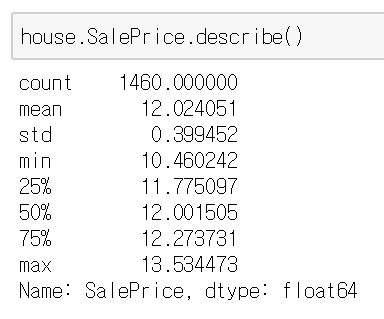 house.SalePrice.describe()
count 1460.000000
mean 12.024051
std 0.399452
min 10.460242
25% 11.775097
50% 12.001505
75% 12.273731
max 13.534473
Name: SalePrice, dtype: float64